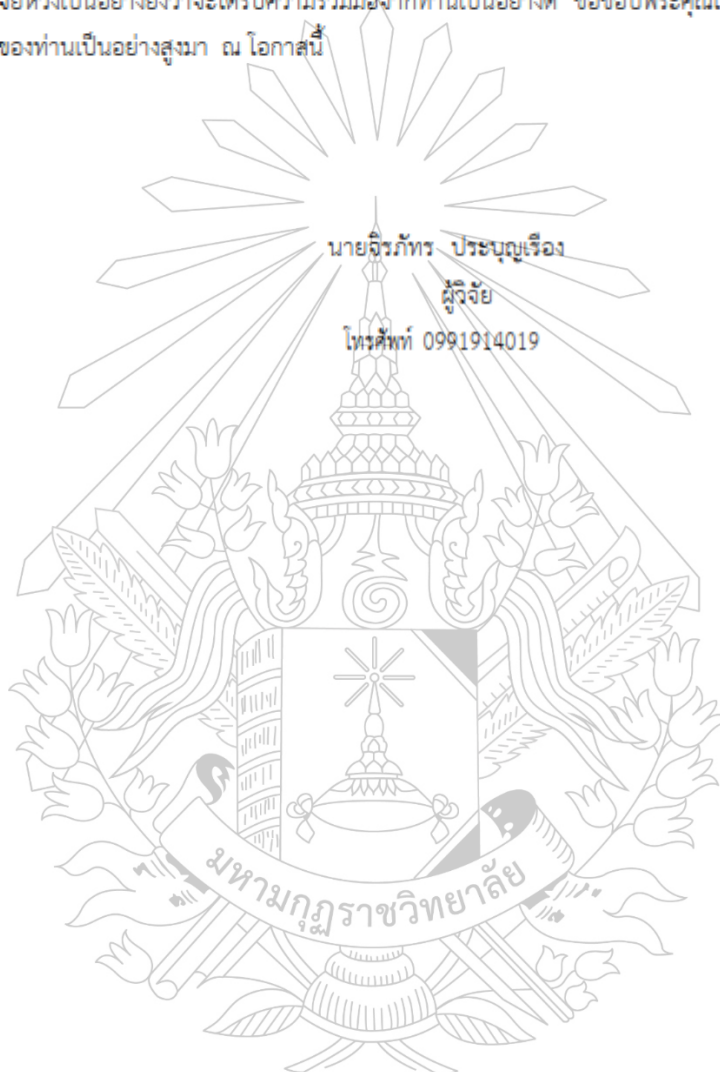 จัยหวังเป็นอย่างยิ่งว่าจะได้รับความร่วมมือจากท่านเป็นอย่างดี ขอขอบพระคุณ
ของท่านเป็นอย่างสูงมา ณ โอกาสนี้
นายจิรภัทร ประบุญเรือง
ผู้วิจัย
โทรศัพท์ 0991914019
มหามกุฏราชวิทยาลัย